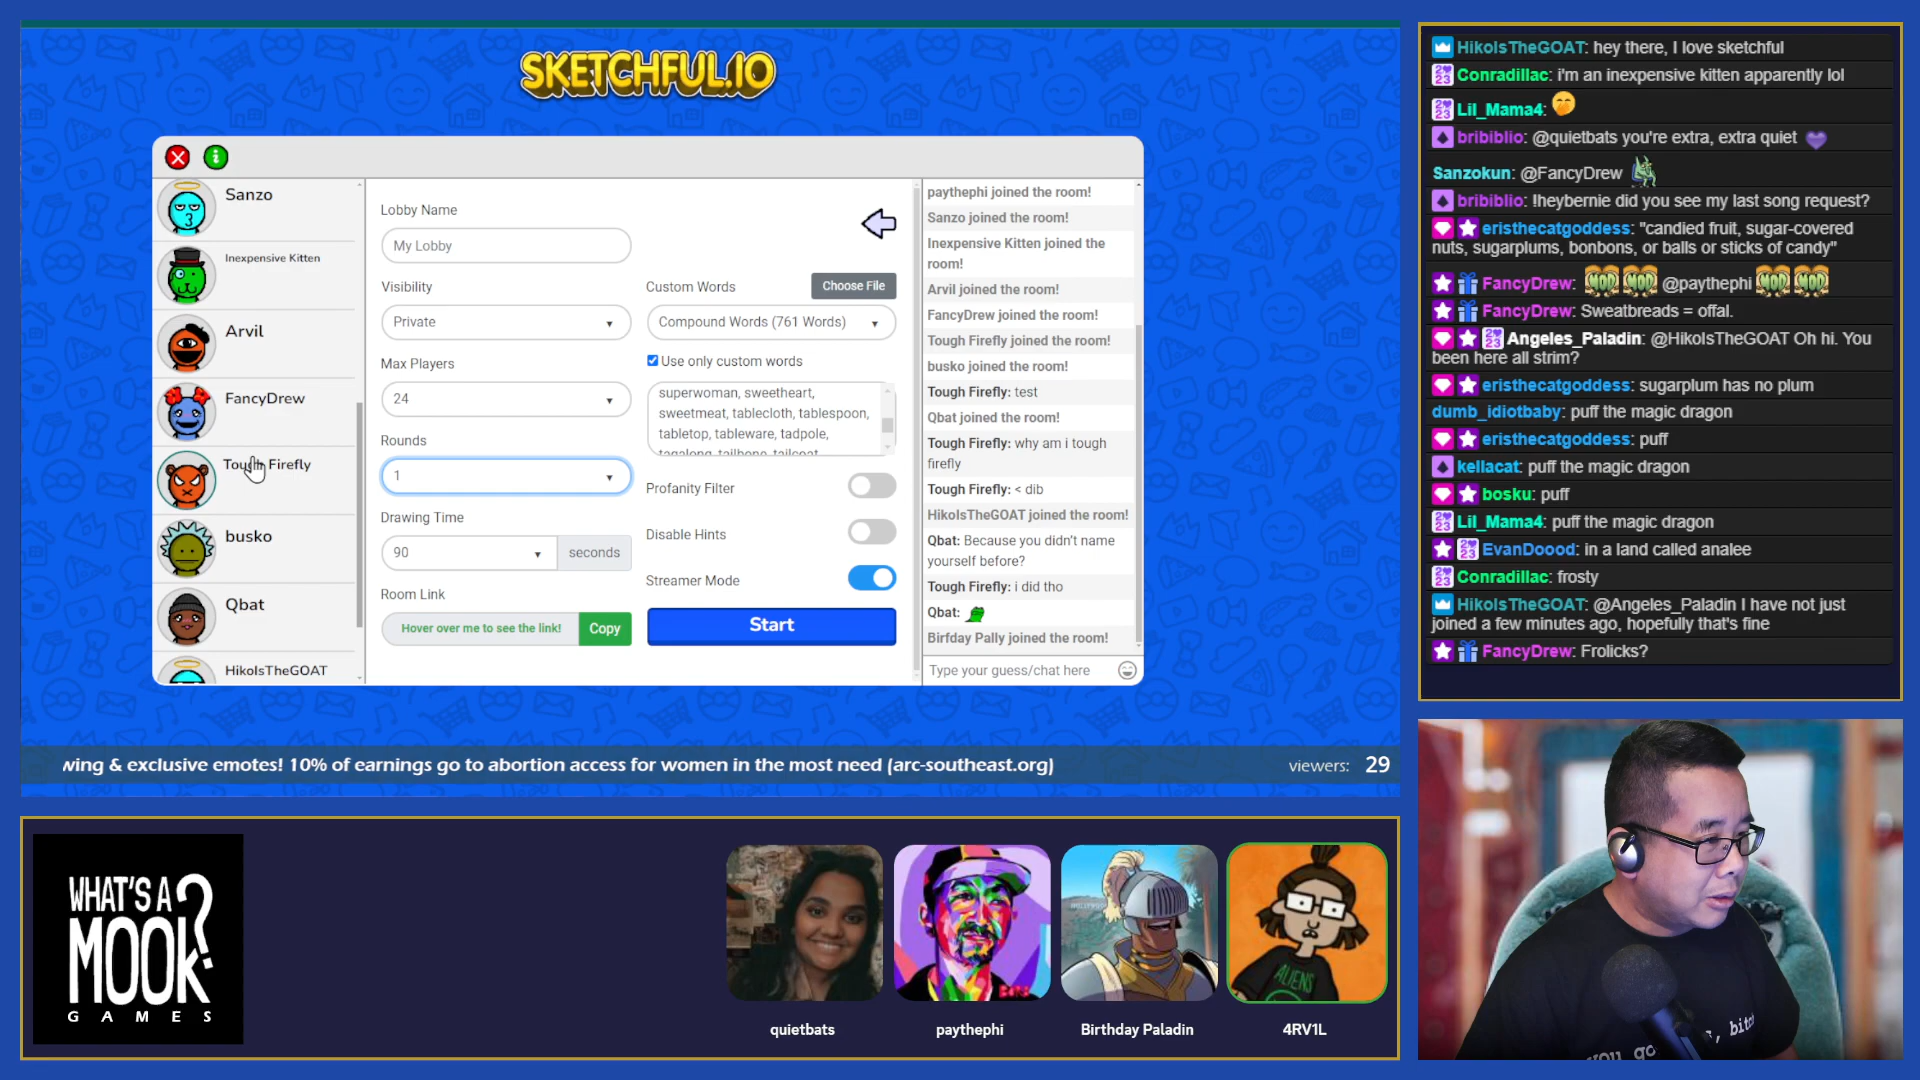 SKETCHFUL.IO
Sanzo
Inexpensive Kitten
Arvil
FancyDrew
Tough Firefly
busko
Qbat
HikoIsTheGOAT
Lobby Name
My Lobby
Visibility
Private
Max Players
24
Rounds
1
Drawing Time
90
seconds
Room Link
Hover over me to see the link!
Copy
Custom Words
Choose File
Compound Words (761 Words)
Use only custom words
superwoman, sweetheart,
sweetmeat, tablecloth, tablespoon,
tabletop, tableware, tadpole,
tagalong, tailbone, tailcoat
Profanity Filter
Disable Hints
Streamer Mode
Start
paythephi joined the room!
Sanzo joined the room!
Inexpensive Kitten joined the
room!
Arvil joined the room!
FancyDrew joined the room!
Tough Firefly joined the room!
busko joined the room!
Tough Firefly: test
Qbat joined the room!
Tough Firefly: why am i tough
firefly
Tough Firefly: < dib
HikoIsTheGOAT joined the room!
Qbat: Because you didn't name
yourself before?
Tough Firefly: i did tho
Qbat:
Birfday Pally joined the room!
Type your guess/chat here
wing & exclusive emotes! 10% of earnings go to abortion access for women in the most need (arc-southeast.org)
viewers: 29
HikoIsTheGOAT: hey there, I love sketchful
Conradillac: i'm an inexpensive kitten apparently lol
Lil_Mama4:
bribiblio: @quietbats you're extra, extra quiet
Sanzokun: @FancyDrew
bribiblio: !heybernie did you see my last song request?
eristhecatgoddess: "candied fruit, sugar-covered
nuts, sugarplums, bonbons, or balls or sticks of candy"
FancyDrew: MOD MOD @paythephi MOD MOD
FancyDrew: Sweatbreads = offal.
Angeles_Paladin: @HikoIsTheGOAT Oh hi. You
been here all strim?
eristhecatgoddess: sugarplum has no plum
dumb_idiotbaby: puff the magic dragon
eristhecatgoddess: puff
kellacat: puff the magic dragon
bosku: puff
Lil_Mama4: puff the magic dragon
EvanDoood: in a land called analee
Conradillac: frosty
HikoIsTheGOAT: @Angeles_Paladin I have not just
joined a few minutes ago, hopefully that's fine
FancyDrew: Frolicks?
WHAT'S A
MOOK?
GAMES
ALIENS
quietbats
paythephi
Birthday Paladin
4RV1L